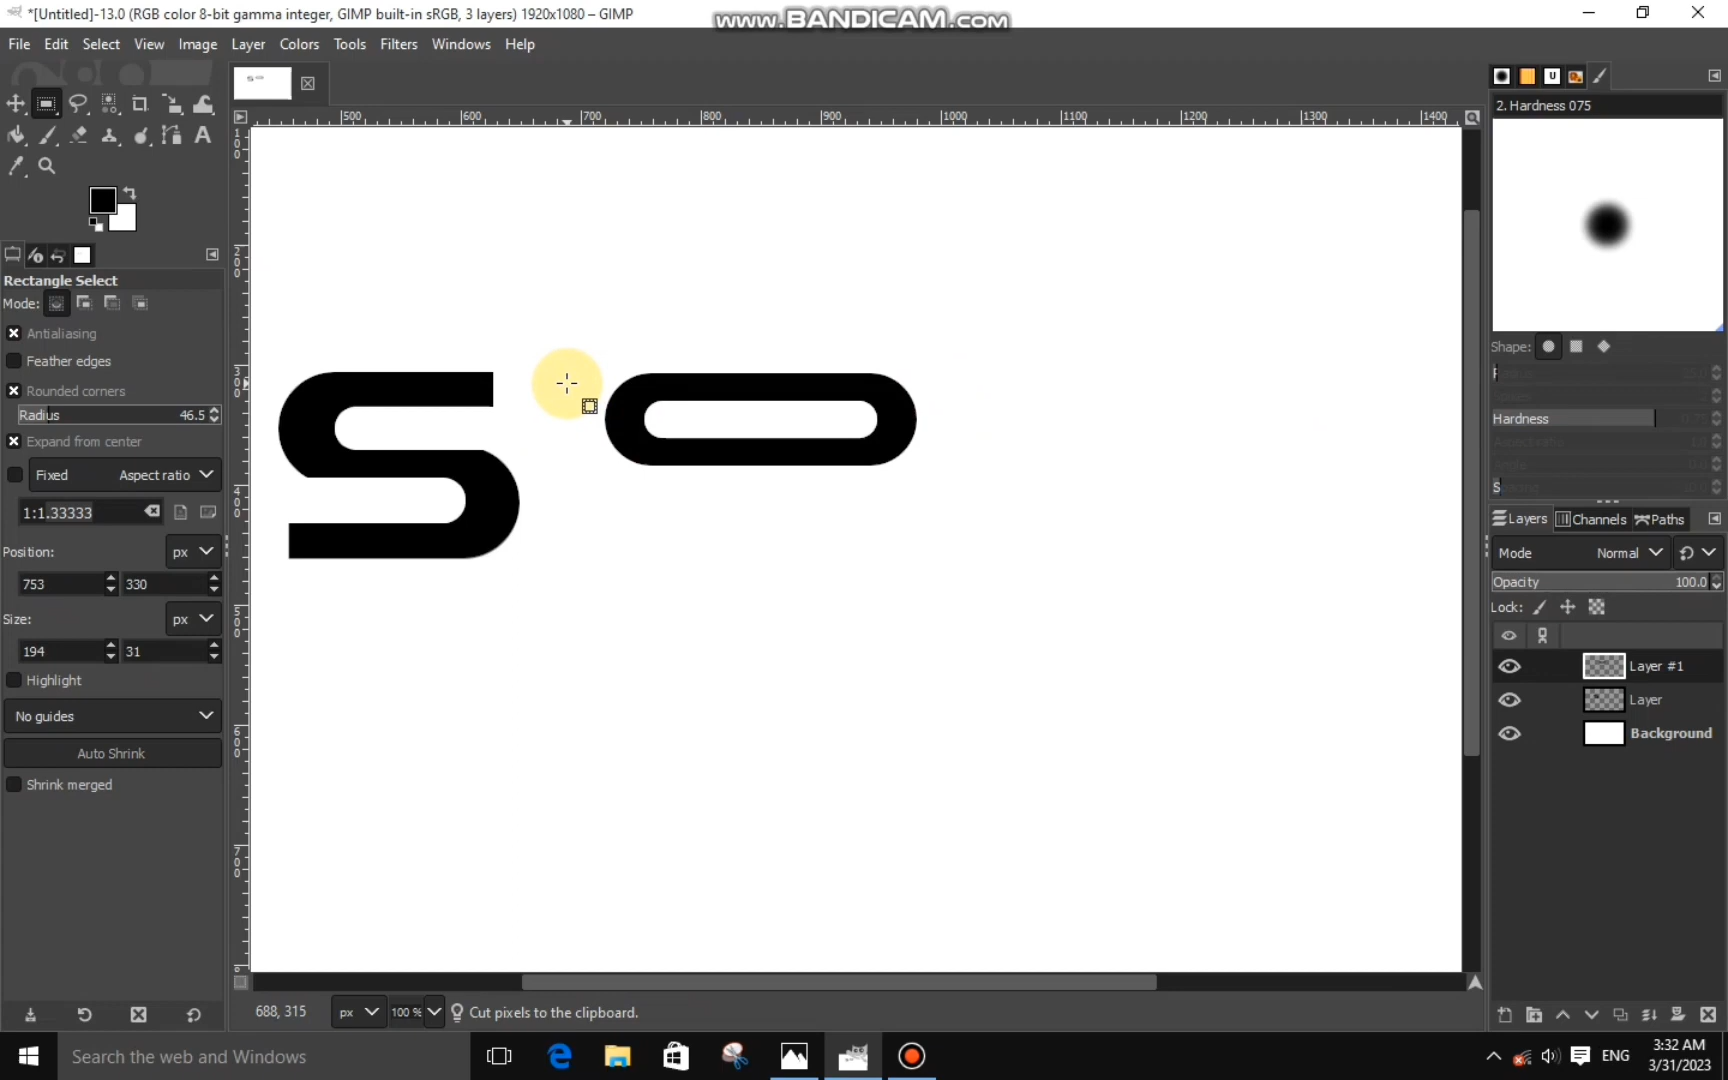 *[Untitled]-13.0 (RGB color 8-bit gamma integer, GIMP built-in sRGB, 3 layers) 1920x1080 – GIMP
www.BANDICAM.com
File Edit Select View Image Layer Colors Tools Filters Windows Help
500 600 700 800 900 1000 1100 1200 1300 1400
2. Hardness 075
Rectangle Select
Mode:
Antialiasing
Feather edges
Rounded corners
Radius 46.5
Expand from center
Fixed Aspect ratio
1:1.33333
Position: px
753 330
Size: px
194 31
Highlight
No guides
Auto Shrink
Shrink merged
S
Shape:
Radius
Hardness
Spacing
Layers Channels Paths
Mode Normal
Opacity 100.0
Lock:
Layer #1
Layer
Background
688, 315 px 100 % Cut pixels to the clipboard.
Search the web and Windows
ENG
3:32 AM
3/31/2023